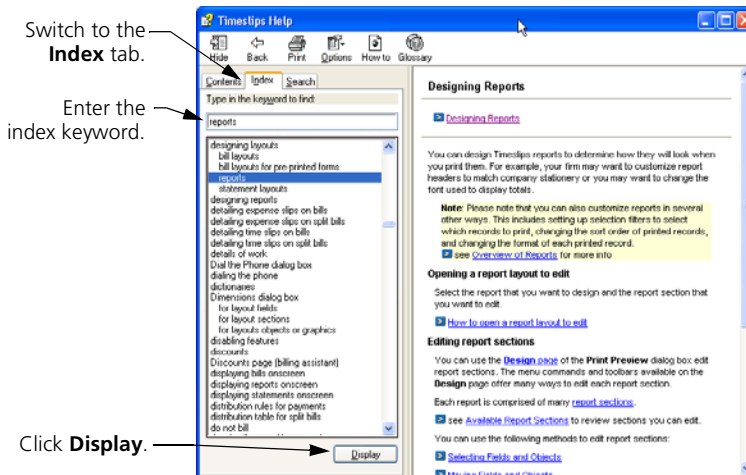 Timeslips Help
Switch to the
Index tab.
Hide Back Print Options How to Glossary
Contents Index Search
Type in the keyword to find:
Enter the
index keyword.
reports
designing layouts
bill layouts
bill layouts for pre-printed forms
reports
statement layouts
designing reports
detailing expense slips on bills
detailing expense slips on split bills
detailing time slips on bills
detailing time slips on split bills
details of work
Dial the Phone dialog box
dialing the phone
dictionaries
Dimensions dialog box
for layout fields
for layout sections
for layouts objects or graphics
disabling features
discounts
Discounts page (billing assistant)
displaying bills onscreen
displaying reports onscreen
displaying statements onscreen
distribution rules for payments
distribution table for split bills
do not bill
Click Display.
Display
Designing Reports
Designing Reports
You can design Timeslips reports to determine how they will look when
you print them. For example, your firm may want to customize report
headers to match company stationery or you may want to change the
font used to display totals.
Note: Please note that you can also customize reports in several
other ways. This includes setting up selection filters to select
which records to print, changing the sort order of printed records,
and changing the format of each printed record.
see Overview of Reports for more info
Opening a report layout to edit
Select the report that you want to design and the report section that
you want to edit.
How to open a report layout to edit
Editing report sections
You can use the Design page of the Print Preview dialog box edit
report sections. The menu commands and toolbars available on the
Design page offer many ways to edit each report section.
Each report is comprised of many report sections.
see Available Report Sections to review sections you can edit.
You can use the following methods to edit report sections:
Selecting Fields and Objects
Moving Fields and Objects